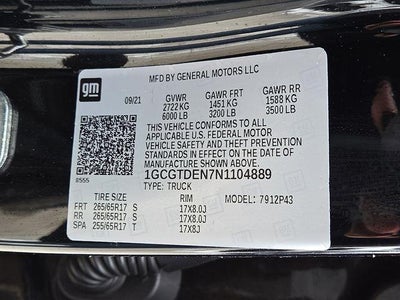 gm
MFD BY GENERAL MOTORS LLC
09/21 GVWR GAWR FRT GAWR RR
2722 KG 1451 KG 1588 KG
6000 LB 3200 LB 3500 LB
THIS VEHICLE CONFORMS TO ALL
APPLICABLE U.S. FEDERAL MOTOR
VEHICLE SAFETY AND THEFT PREVENTION
STANDARDS IN EFFECT ON THE DATE OF
MANUFACTURE SHOWN ABOVE.
1GCGTDEN7N1104889
#555 TYPE: TRUCK
TIRE SIZE RIM MODEL: 7912P43
FRT 265/65R17 S 17X8.0J
RR 265/65R17 S 17X8.0J
SPA 255/65R17 T 17X8J